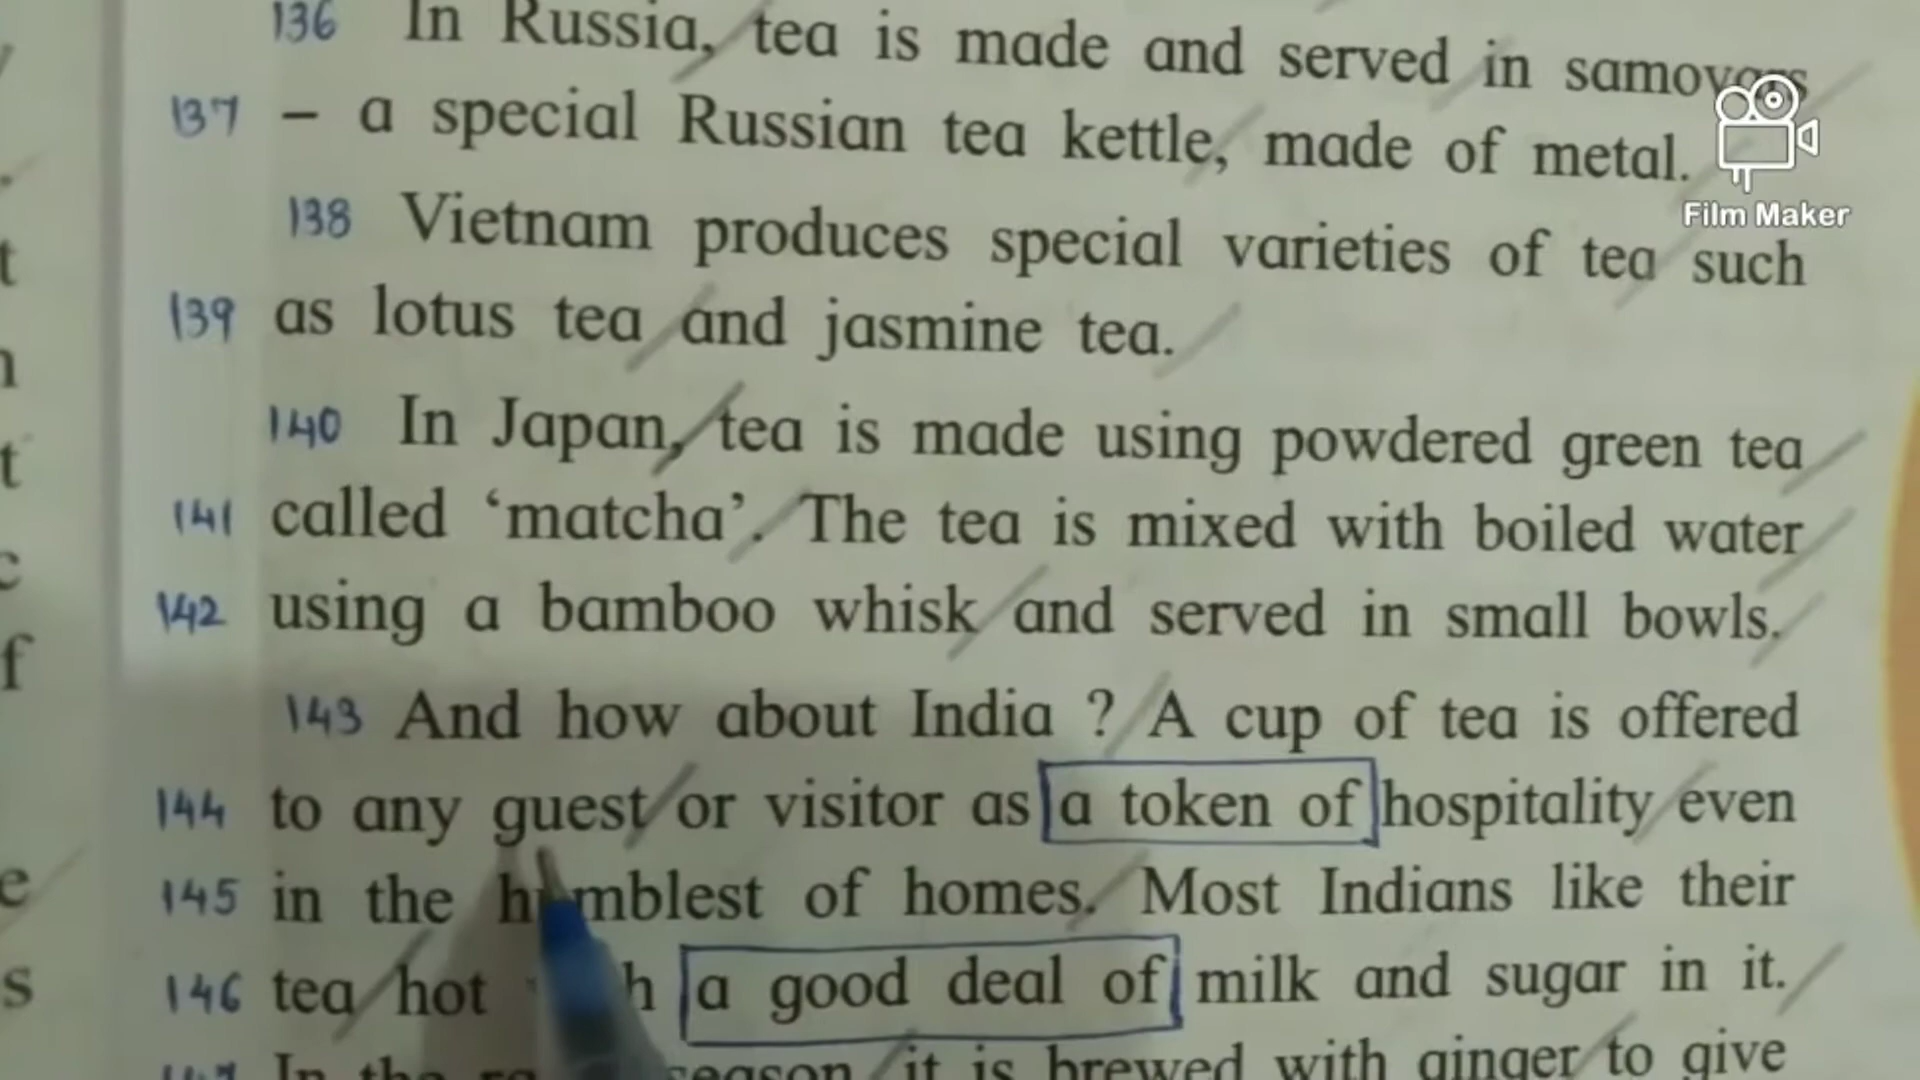 136 In Russia, tea is made and served in samovars
137 – a special Russian tea kettle, made of metal.
Film Maker
138 Vietnam produces special varieties of tea such
139 as lotus tea and jasmine tea.
140 In Japan, tea is made using powdered green tea
141 called ‘matcha’. The tea is mixed with boiled water
142 using a bamboo whisk and served in small bowls.
143 And how about India ? A cup of tea is offered
144 to any guest or visitor as a token of hospitality even
145 in the humblest of homes. Most Indians like their
146 tea hot a good deal of milk and sugar in it.
In the season it is brewed with ginger to give